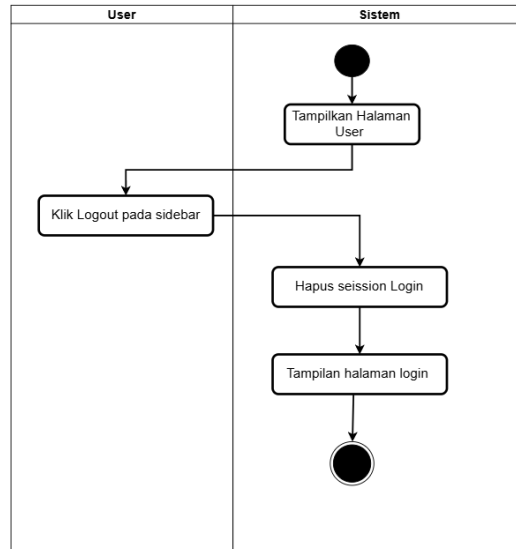 User
Sistem
Tampilkan Halaman
User
Klik Logout pada sidebar
Hapus seission Login
Tampilan halaman login